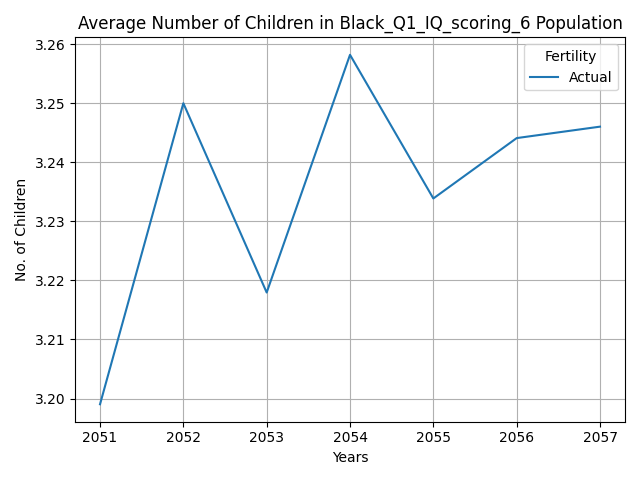 Average Number of Children in Black_Q1_IQ_scoring_6 Population
Fertility
Actual
No. of Children
3.26
3.25
3.24
3.23
3.22
3.21
3.20
2051 2052 2053 2054 2055 2056 2057
Years